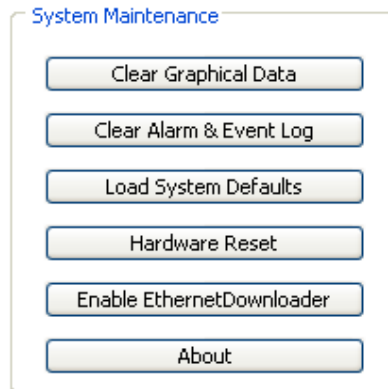 System Maintenance
Clear Graphical Data
Clear Alarm & Event Log
Load System Defaults
Hardware Reset
Enable EthernetDownloader
About